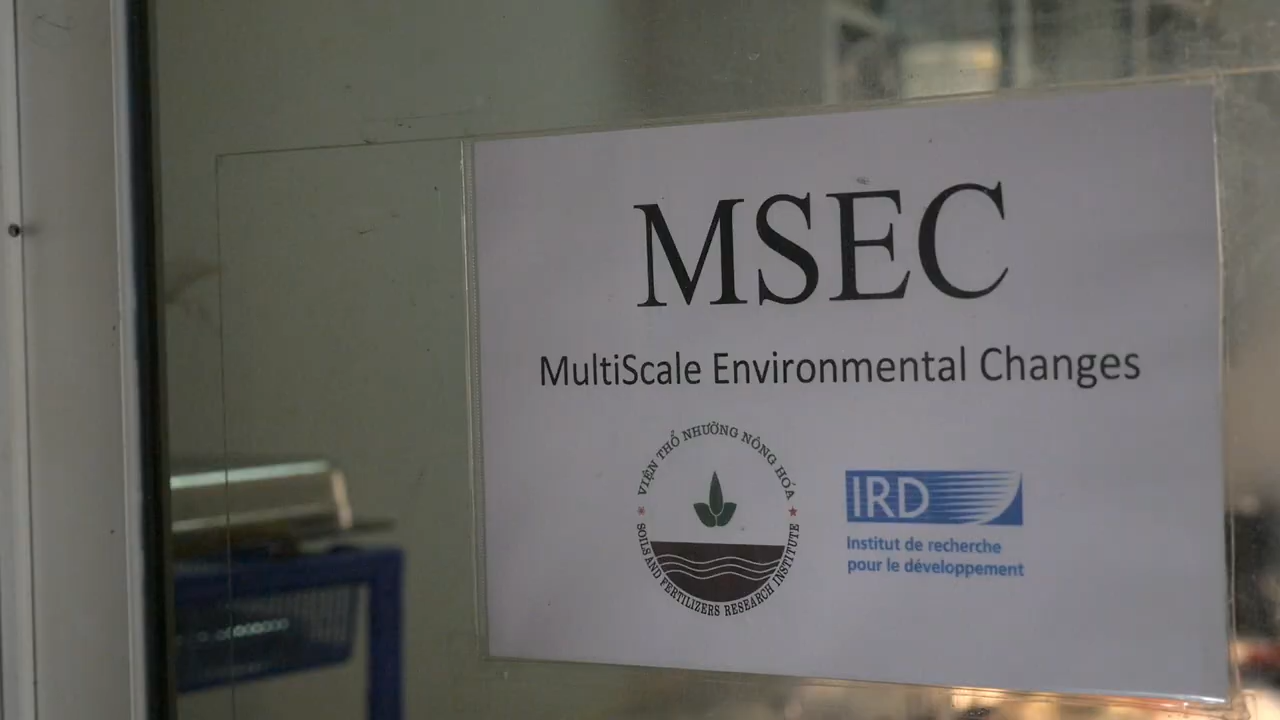 MSEC
MultiScale Environmental Changes
VIỆN THỔ NHƯỠNG NÔNG HÓA
SOILS AND FERTILIZERS RESEARCH INSTITUTE
IRD
Institut de recherche
pour le développement